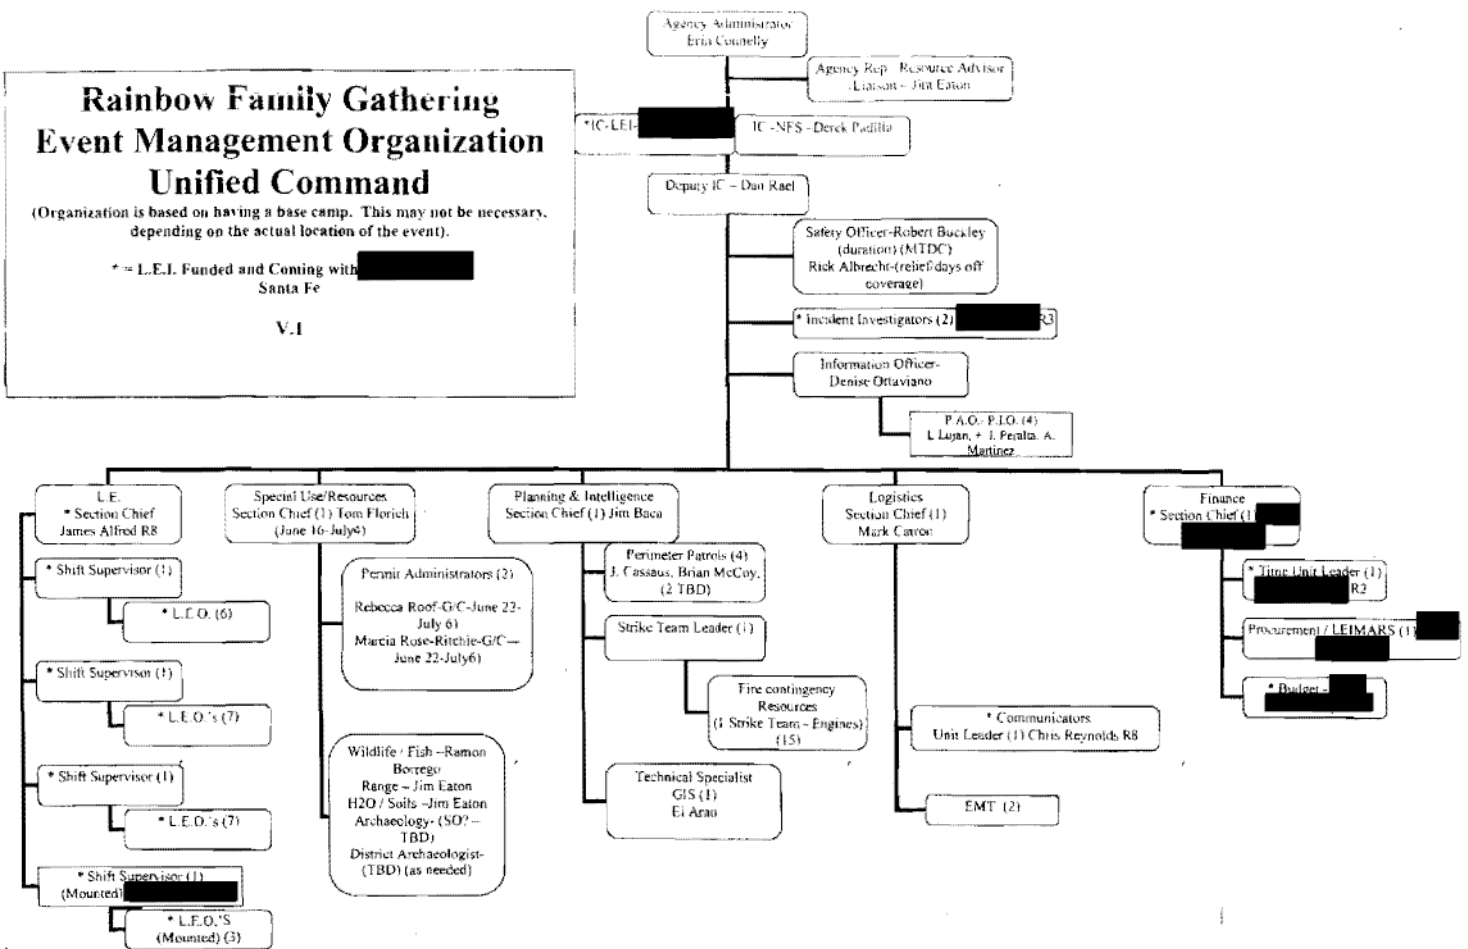 Agency Administrator
Eria Connelly
Agency Rep - Resource Advisor
-Liaison - Jim Eaton
*IC-LEI-
IC -NFS -Derek Padilla
Deputy IC – Dan Rael
Rainbow Family Gathering
Event Management Organization
Unified Command
(Organization is based on having a base camp. This may not be necessary,
depending on the actual location of the event).
* = L.E.I. Funded and Coming with
Santa Fe
V.1
Safety Officer-Robert Buckley
(duration) (MTDC)
Rick Albrecht-(relief/days off
coverage)
* Incident Investigators (2) R3
Information Officer-
Denise Ottaviano
P.A.O.- P.I.O. (4)
L Lujan, + J. Peralta. A.
Martinez
L.E.
* Section Chief
James Alfred R8
* Shift Supervisor (1)
* L.E.O. (6)
* Shift Supervisor (1)
* L.E.O.'s (7)
* Shift Supervisor (1)
* L.E.O.'s (7)
* Shift Supervisor (1)
(Mounted)
* L.E.O.'S
(Mounted) (3)
Special Use/Resources
Section Chief (1) Tom Florich
(June 16-July4)
Permit Administrators (2)
Rebecca Roof-G/C-June 22-
July 6)
Marcia Rose-Ritchie-G/C—
June 22-July6)
Wildlife / Fish –Ramon
Borrego
Range – Jim Eaton
H2O / Soils –Jim Eaton
Archaeology- (SO? –
TBD)
District Archaeologist-
(TBD) (as needed)
Planning & Intelligence
Section Chief (1) Jim Baca
Perimeter Patrols (4)
J. Cassaus, Brian McCoy,
(2 TBD)
Strike Team Leader (1)
Fire contingency
Resources
(1 Strike Team - Engines)
(15)
Technical Specialist
GIS (1)
El Arau
Logistics
Section Chief (1)
Mark Catron
* Communicators
Unit Leader (1) Chris Reynolds R8
EMT (2)
Finance
* Section Chief (1)
* Time Unit Leader (1)
R2
Procurement / LEIMARS (1)
* Budget -